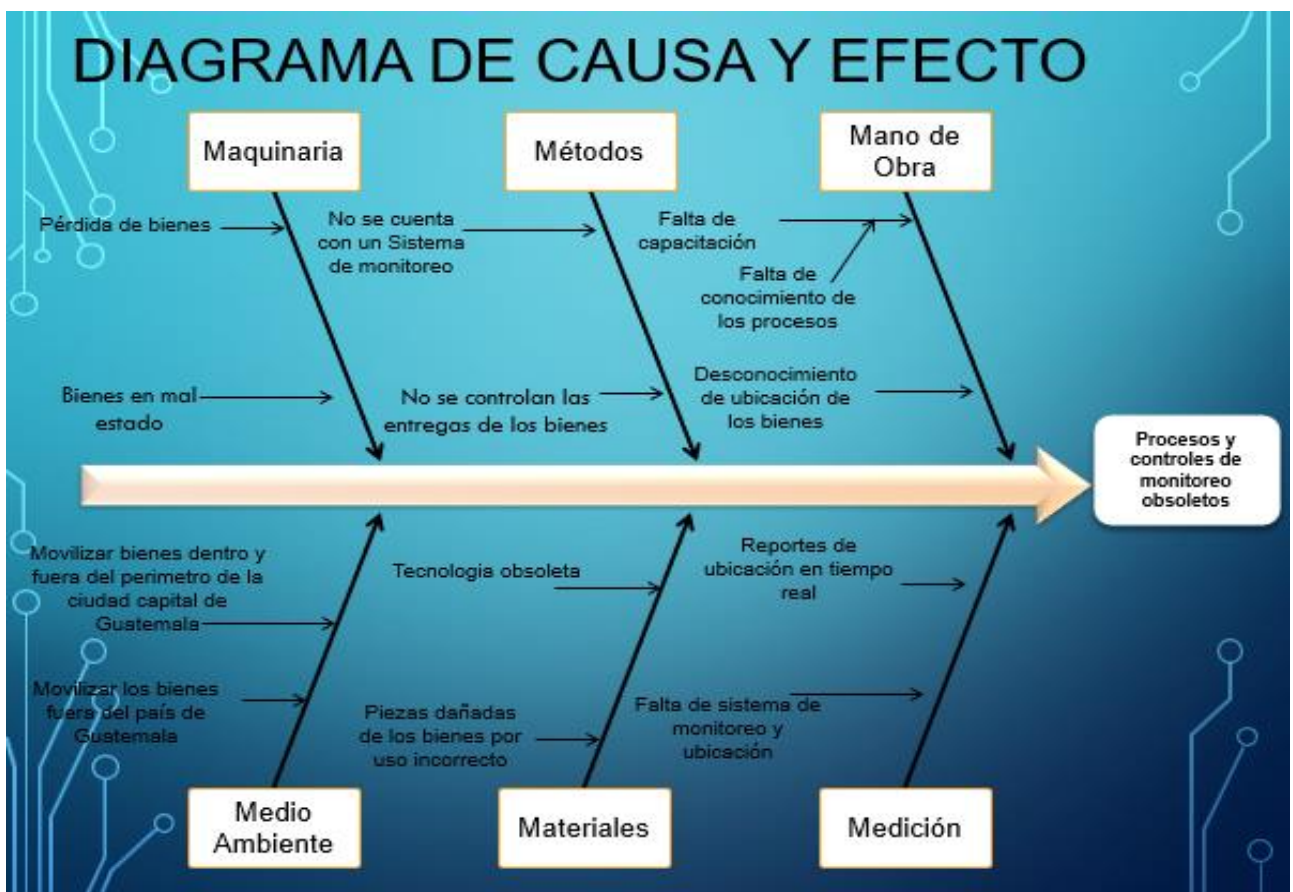 DIAGRAMA DE CAUSA Y EFECTO
Maquinaria
Métodos
Mano de
Obra
Pérdida de bienes
No se cuenta
con un Sistema
de monitoreo
Falta de
capacitación
Falta de
conocimiento de
los procesos
Bienes en mal
estado
No se controlan las
entregas de los bienes
Desconocimiento
de ubicación de
los bienes
Procesos y
controles de
monitoreo
obsoletos
Movilizar bienes dentro y
fuera del perimetro de la
ciudad capital de
Guatemala
Tecnologia obsoleta
Reportes de
ubicación en tiempo
real
Movilizar los bienes
fuera del país de
Guatemala
Piezas dañadas
de los bienes por
uso incorrecto
Falta de sistema de
monitoreo y
ubicación
Medio
Ambiente
Materiales
Medición